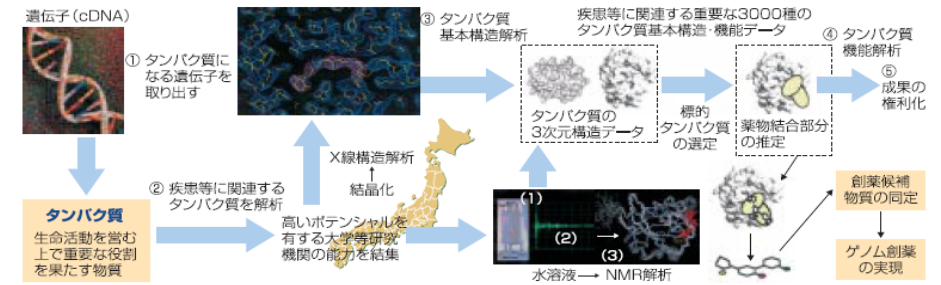 遺伝子(cDNA)
① タンパク質に
なる遺伝子を
取り出す
タンパク質
生命活動を営む
上で重要な役割
を果たす物質
② 疾患等に関連する
タンパク質を解析
高いポテンシャルを
有する大学等研究
機関の能力を結集
X線構造解析
結晶化
③ タンパク質
基本構造解析
(1)
(2)
(3)
水溶液→NMR解析
疾患等に関連する重要な3000種の
タンパク質基本構造・機能データ
タンパク質の
3次元構造データ
標的
タンパク質
の選定
薬物結合部分
の推定
④ タンパク質
機能解析
⑤
成果の
権利化
創薬候補
物質の同定
ゲノム創薬
の実現